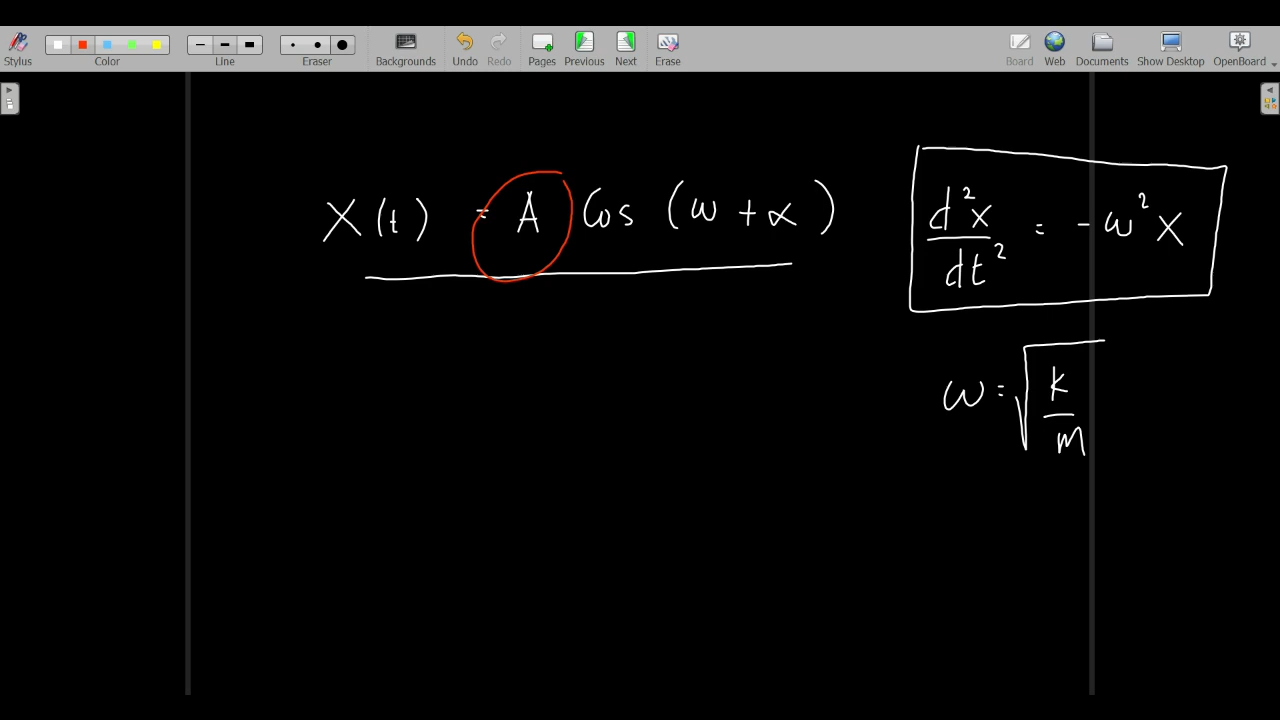 Stylus Color Line Eraser Backgrounds Undo Redo Pages Previous Next Erase Board Web Documents Show Desktop OpenBoard
X(t) = A Cos (ω + α)
d²x/dt² = - ω² X
ω = √(k/m)